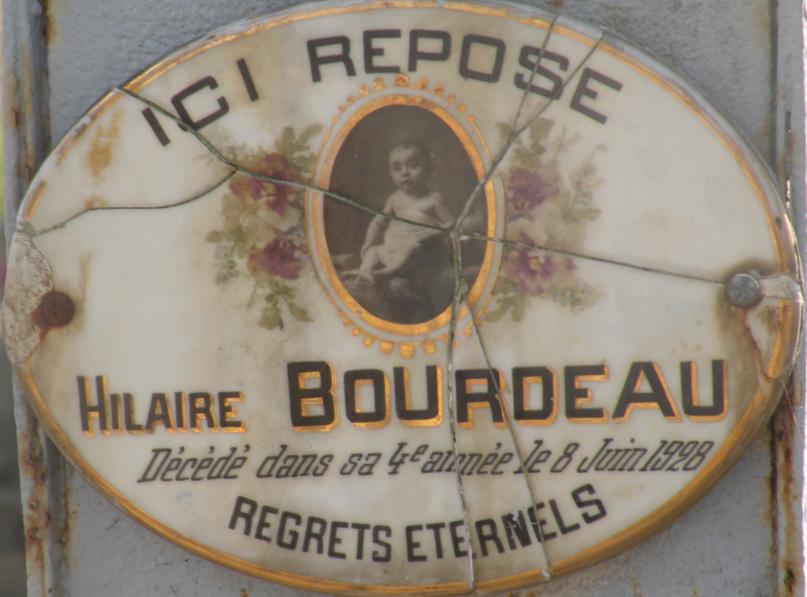 ICI REPOSE
HILAIRE BOURDEAU
Décédé dans sa 4e année le 8 Juin 1928
REGRETS ETERNELS